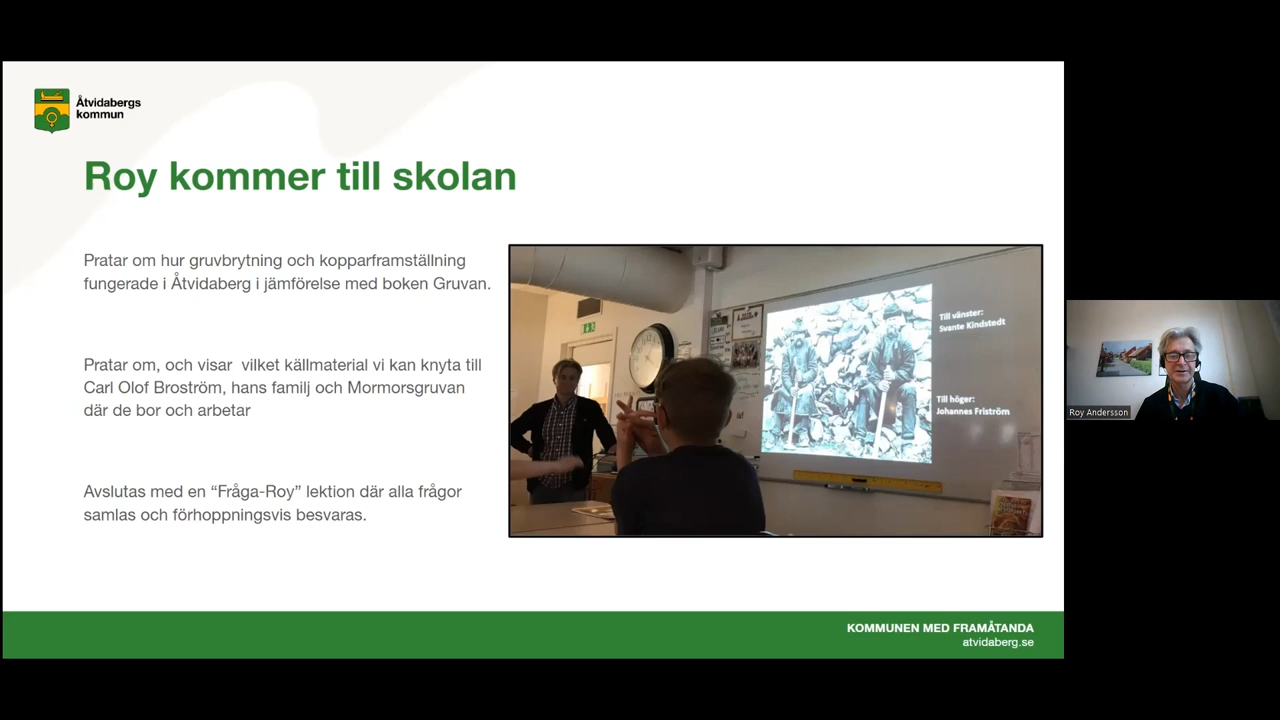 Åtvidabergs
kommun
Roy kommer till skolan
Pratar om hur gruvbrytning och kopparframställning
fungerade i Åtvidaberg i jämförelse med boken Gruvan.
Pratar om, och visar  vilket källmaterial vi kan knyta till
Carl Olof Broström, hans familj och Mormorsgruvan
där de bor och arbetar
Avslutas med en “Fråga-Roy” lektion där alla frågor
samlas och förhoppningsvis besvaras.
Till vänster:
Svante Kindstedt
Till höger:
Johannes Friström
Roy Andersson
KOMMUNEN MED FRAMÅTANDA
atvidaberg.se